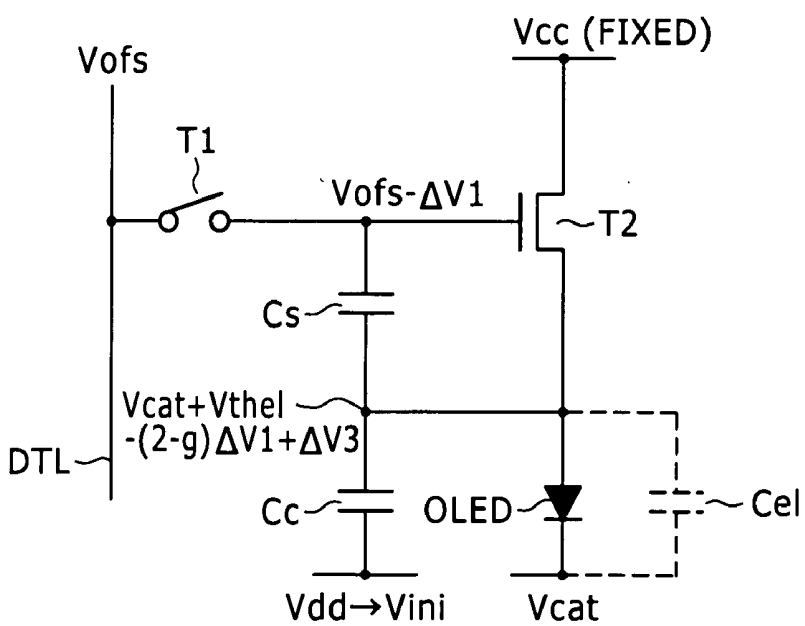 Vcc (FIXED)
Vofs
T1
Vofs-ΔV1
T2
Cs
Vcat+Vthel
-(2-g)ΔV1+ΔV3
DTL
Cc
OLED
Cel
Vdd→Vini
Vcat